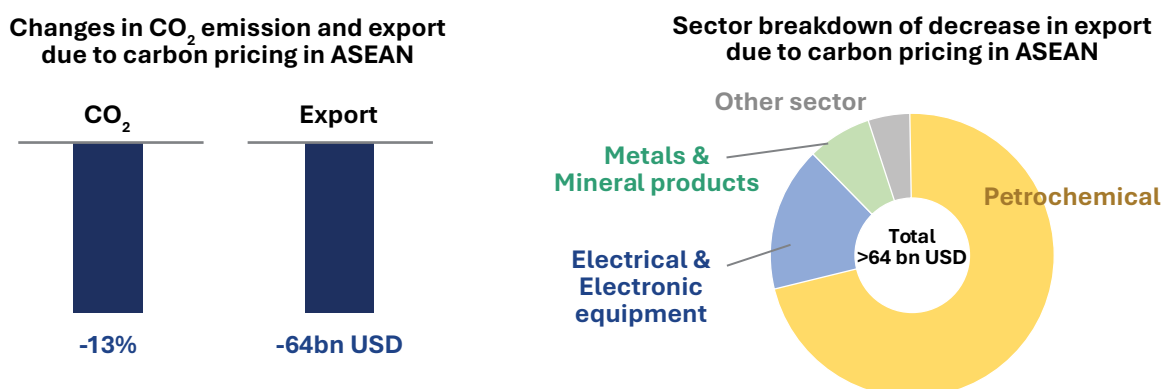 Changes in CO₂ emission and export
due to carbon pricing in ASEAN
CO₂
Export
-13%
-64bn USD
Sector breakdown of decrease in export
due to carbon pricing in ASEAN
Other sector
Metals &
Mineral products
Petrochemical
Electrical &
Electronic
equipment
Total
>64 bn USD